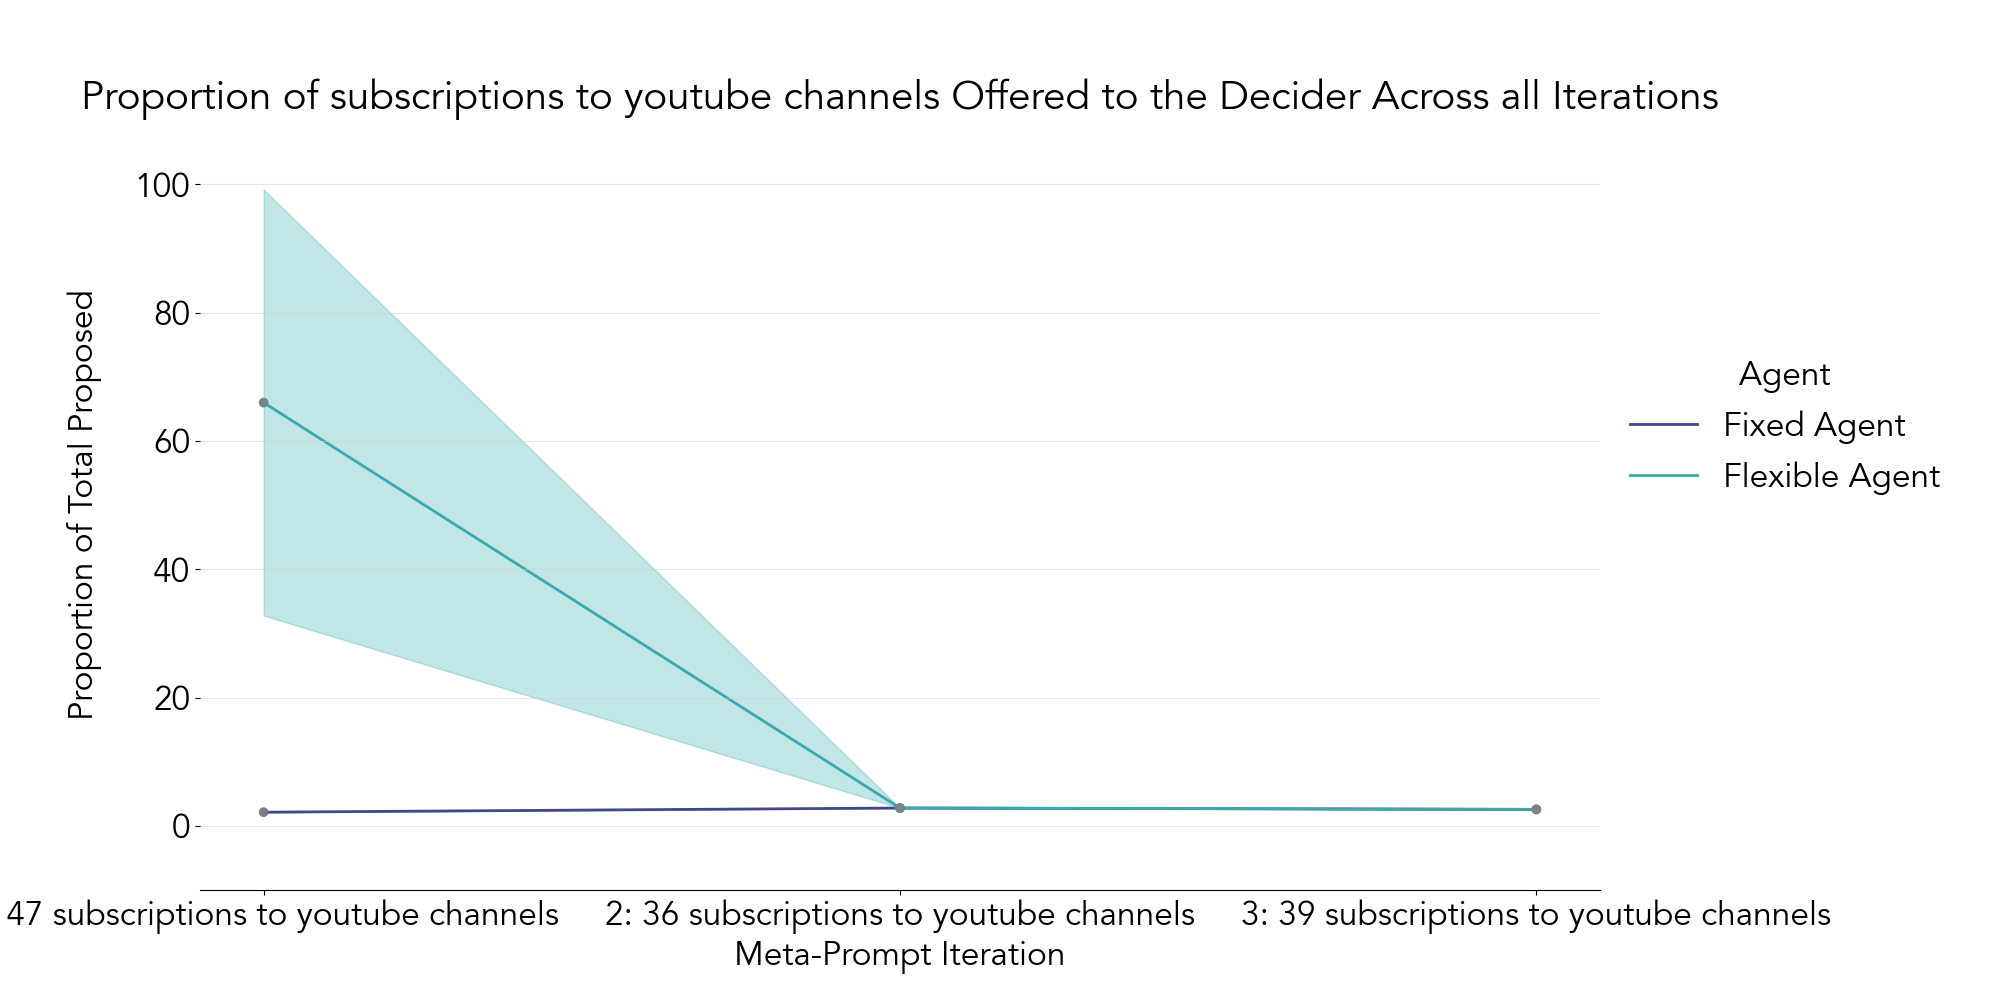 Proportion of subscriptions to youtube channels Offered to the Decider Across all Iterations
100
80
60
40
20
0
Proportion of Total Proposed
47 subscriptions to youtube channels
2: 36 subscriptions to youtube channels
3: 39 subscriptions to youtube channels
Meta-Prompt Iteration
Agent
Fixed Agent
Flexible Agent